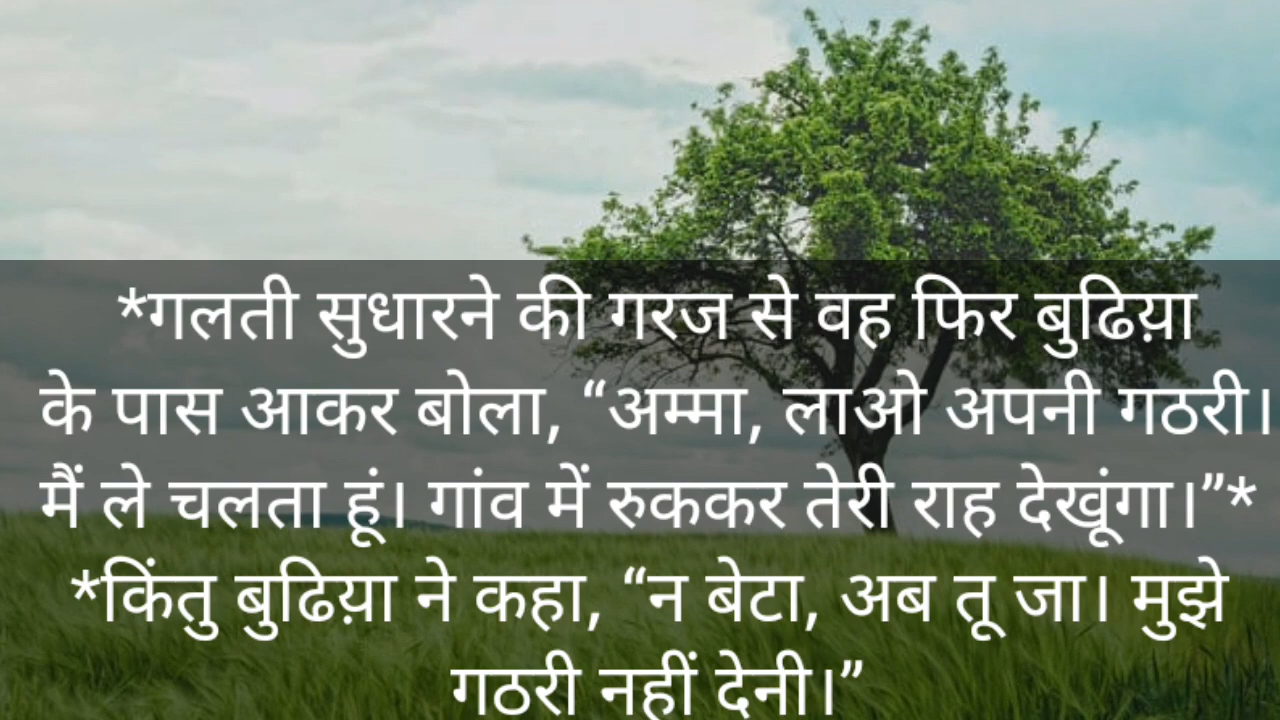 *गलती सुधारने की गरज से वह फिर बुढिय़ा
के पास आकर बोला, “अम्मा, लाओ अपनी गठरी।
मैं ले चलता हूं। गांव में रुककर तेरी राह देखूंगा।”*
*किंतु बुढिय़ा ने कहा, “न बेटा, अब तू जा। मुझे
गठरी नहीं देनी।”